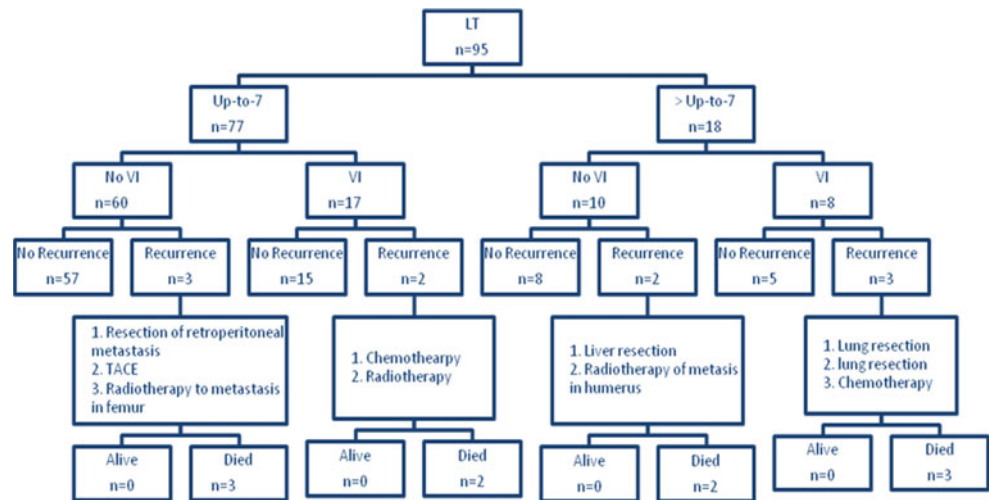 LT
n=95
Up-to-7
n=77
> Up-to-7
n=18
No VI
n=60
VI
n=17
No VI
n=10
VI
n=8
No Recurrence
n=57
Recurrence
n=3
No Recurrence
n=15
Recurrence
n=2
No Recurrence
n=8
Recurrence
n=2
No Recurrence
n=5
Recurrence
n=3
1. Resection of retroperitoneal
metastasis
2. TACE
3. Radiotherapy to metastasis
in femur
1. Chemothearpy
2. Radiotherapy
1. Liver resection
2. Radiotherapy of metasis
in humerus
1. Lung resection
2. lung resection
3. Chemotherapy
Alive
n=0
Died
n=3
Alive
n=0
Died
n=2
Alive
n=0
Died
n=2
Alive
n=0
Died
n=3